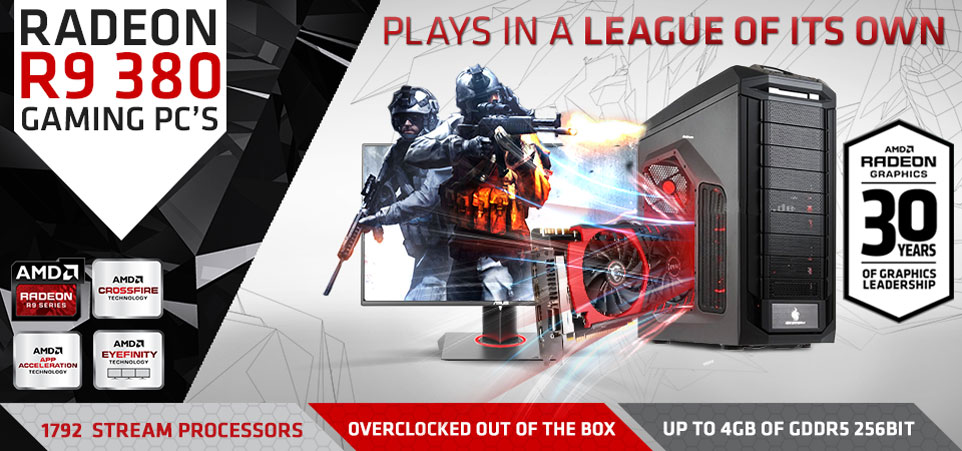 RADEON
R9 380
GAMING PC'S
PLAYS IN A LEAGUE OF ITS OWN
AMD
RADEON
GRAPHICS
30
YEARS
OF GRAPHICS
LEADERSHIP
AMD
RADEON
R9 SERIES
AMD
CROSSFIRE
TECHNOLOGY
AMD
APP
ACCELERATION
TECHNOLOGY
AMD
EYEFINITY
TECHNOLOGY
ASUS
1792 STREAM PROCESSORS
OVERCLOCKED OUT OF THE BOX
UP TO 4GB OF GDDR5 256BIT